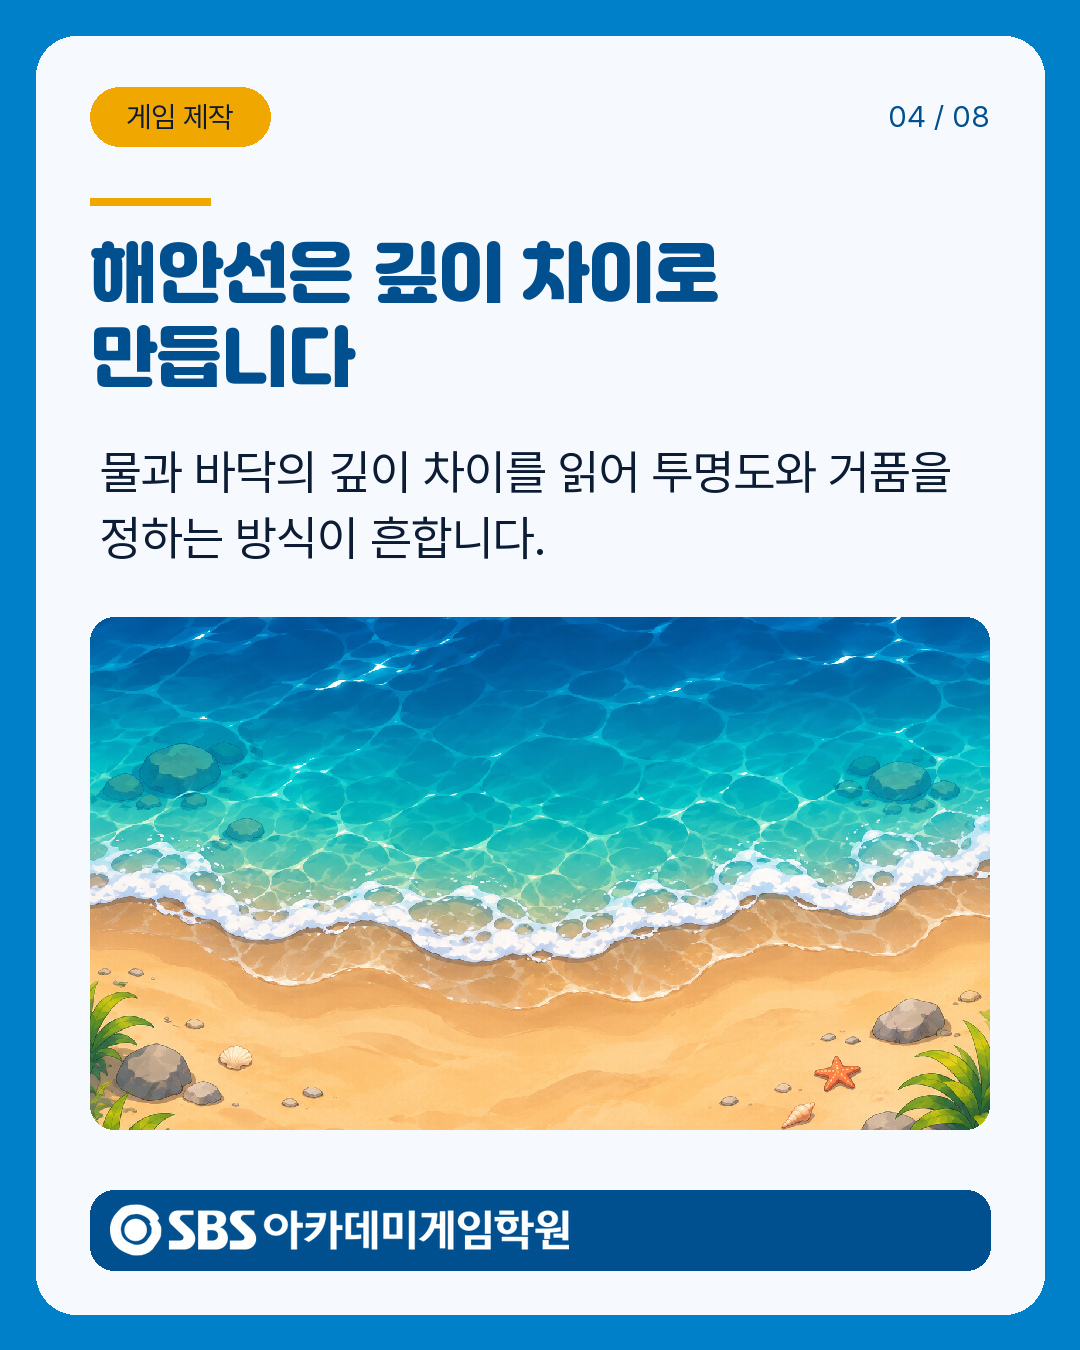 게임 제작
04 / 08
해안선은 깊이 차이로
만듭니다
물과 바닥의 깊이 차이를 읽어 투명도와 거품을
정하는 방식이 흔합니다.
SBS 아카데미게임학원